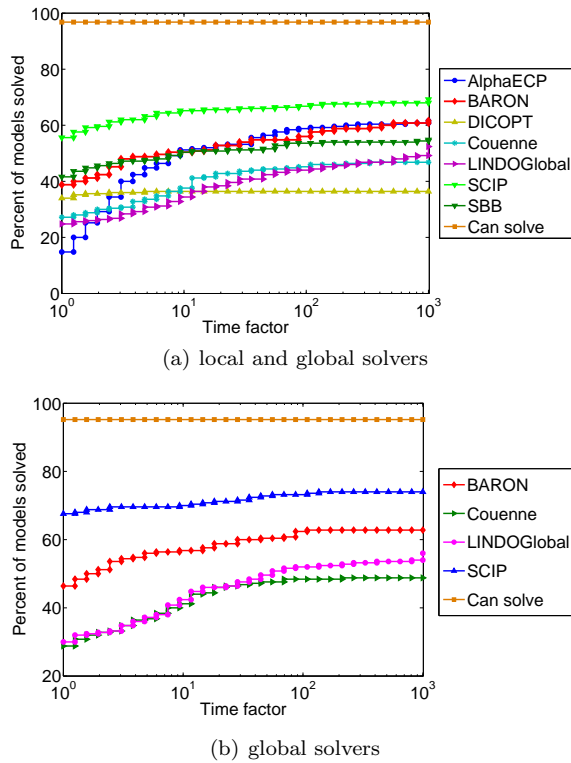 100
80
60
40
20
0
Percent of models solved
10^0
10^1
10^2
10^3
Time factor
AlphaECP
BARON
DICOPT
Couenne
LINDOGlobal
SCIP
SBB
Can solve
(a) local and global solvers
100
80
60
40
20
Percent of models solved
10^0
10^1
10^2
10^3
Time factor
BARON
Couenne
LINDOGlobal
SCIP
Can solve
(b) global solvers